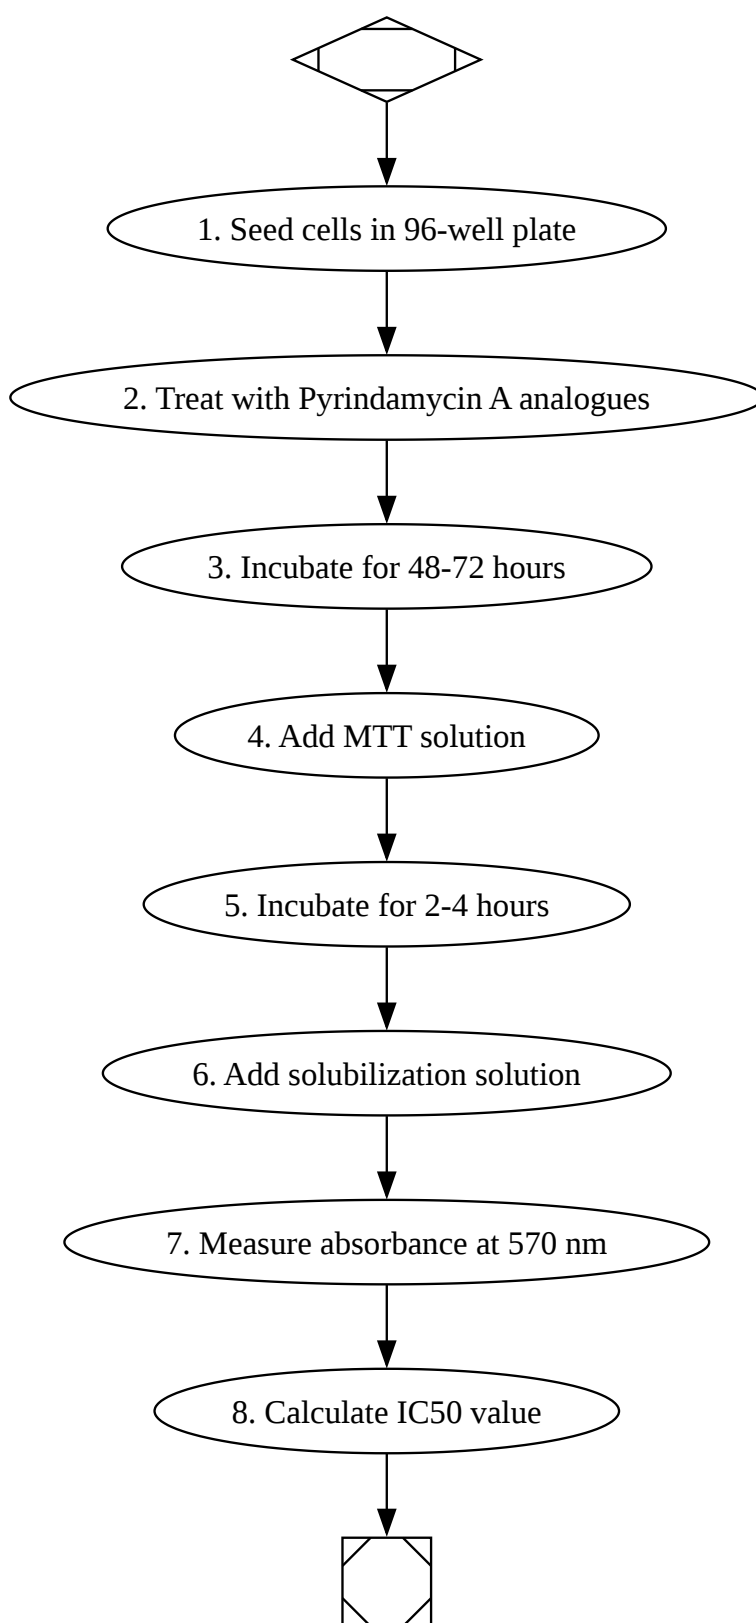 1. Seed cells in 96-well plate
2. Treat with Pyrindamycin A analogues
3. Incubate for 48-72 hours
4. Add MTT solution
5. Incubate for 2-4 hours
6. Add solubilization solution
7. Measure absorbance at 570 nm
8. Calculate IC50 value